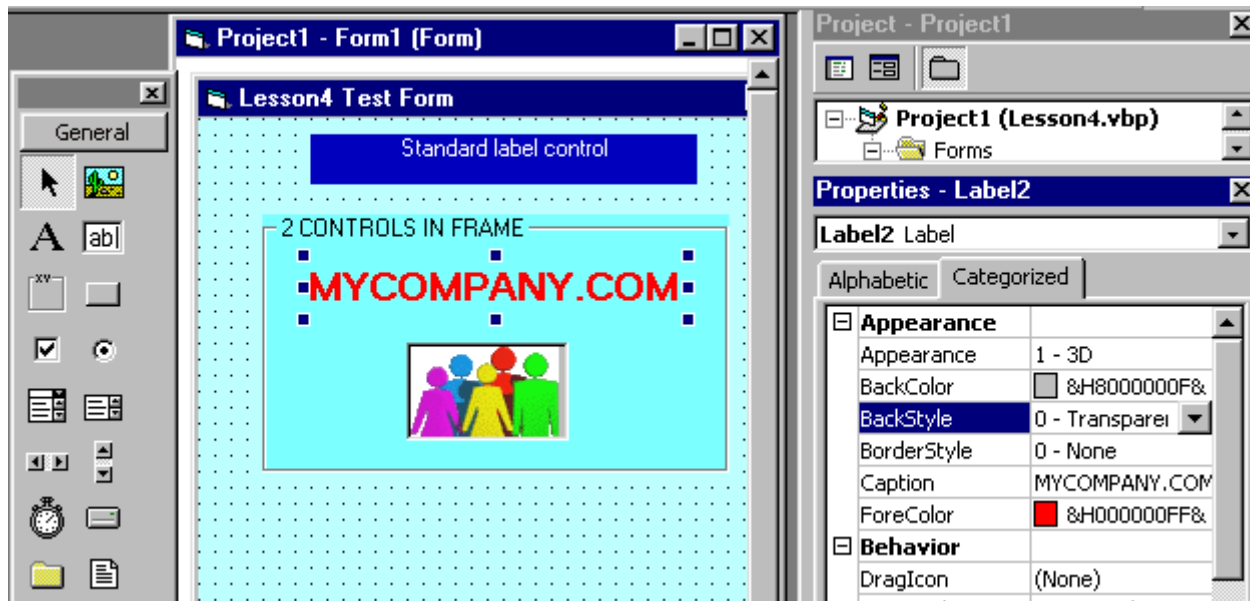 Project1 - Form1 (Form)
Lesson4 Test Form
General
A
ab
XY
Standard label control
2 CONTROLS IN FRAME
MYCOMPANY.COM
Project - Project1
Project1 (Lesson4.vbp)
Forms
Properties - Label2
Label2 Label
Alphabetic Categorized
Appearance
Appearance 1 - 3D
BackColor &H8000000F&
BackStyle 0 - Transparei
BorderStyle 0 - None
Caption MYCOMPANY.COM
ForeColor &H000000FF&
Behavior
DragIcon (None)